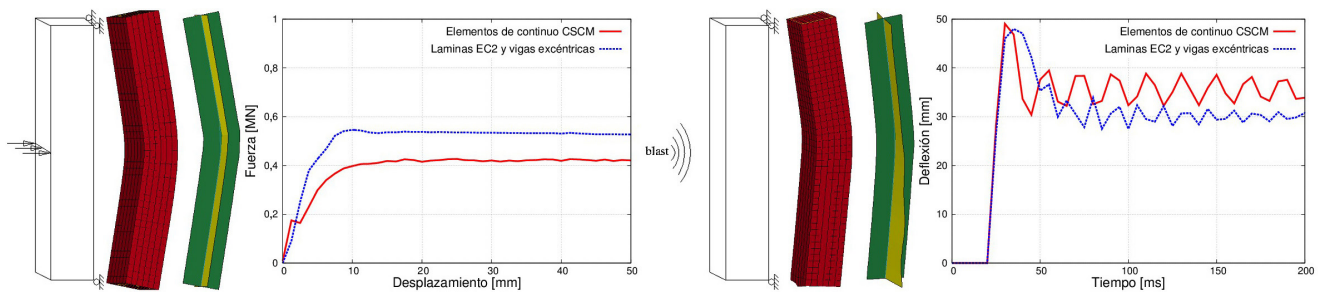 Elementos de continuo CSCM
Laminas EC2 y vigas excéntricas
Fuerza [MN]
1
0,8
0,6
0,4
0,2
0
0 10 20 30 40 50
Desplazamiento [mm]
blast
Elementos de continuo CSCM
Laminas EC2 y vigas excéntricas
Deflexión [mm]
50
40
30
20
10
0
0 50 100 150 200
Tiempo [ms]